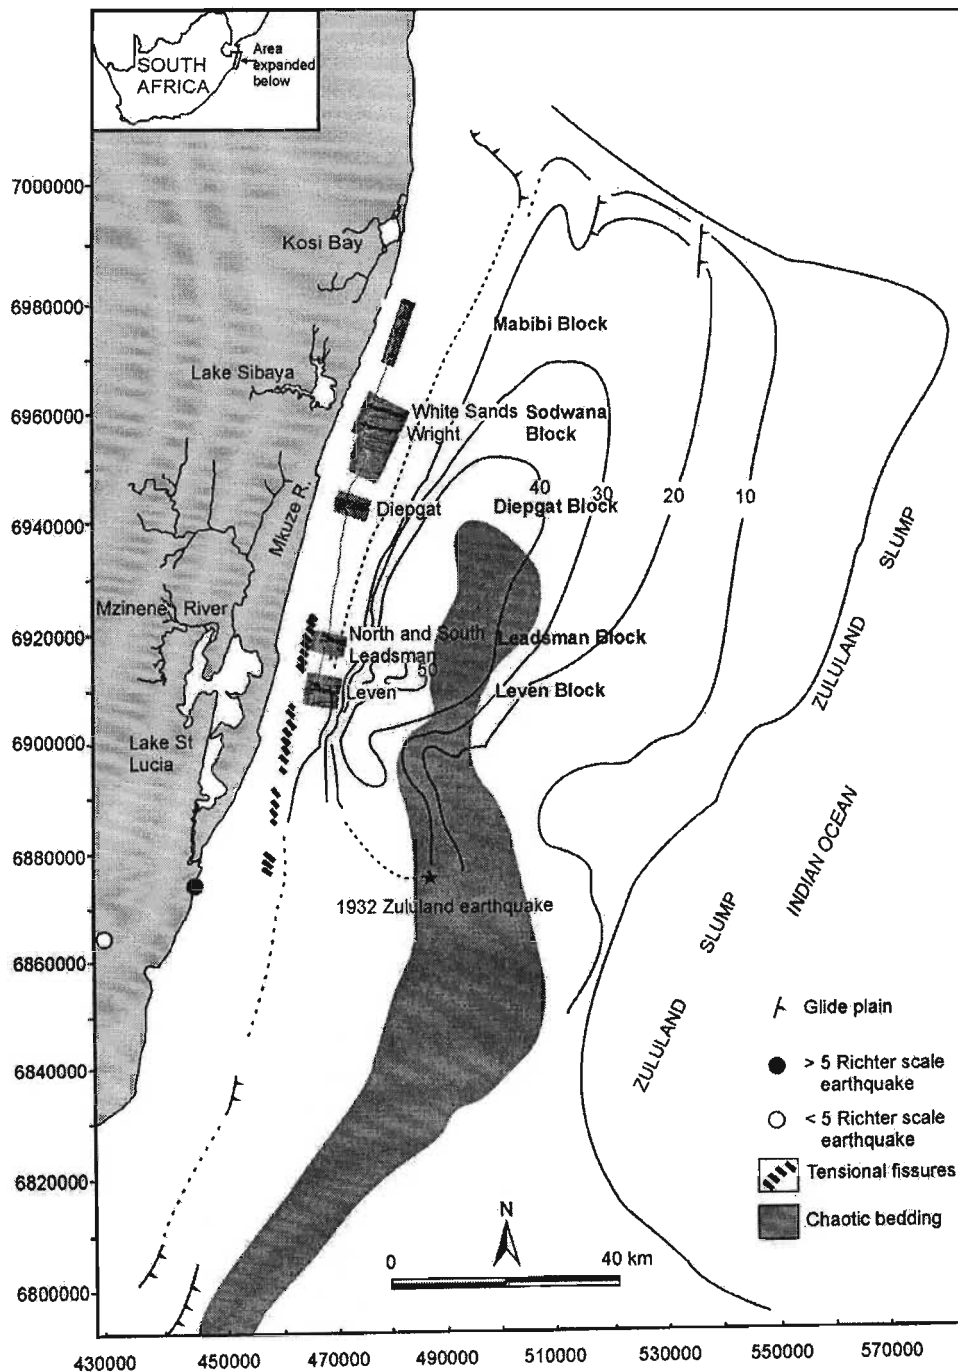 SOUTH
AFRICA
Area
expanded
below
7000000
Kosi Bay
6980000
Mabibi Block
Lake Sibaya
6960000
White Sands
Wright
Sodwana
Block
40
30
20
10
Mkuze R.
Diepgat
Diepgat Block
6940000
SLUMP
ZULULAND
Mzinene River
6920000
North and South
Leadsman
Leadsman Block
50
Leven
Leven Block
6900000
Lake St
Lucia
6880000
1932 Zululand earthquake
INDIAN OCEAN
SLUMP
ZULULAND
6860000
Glide plain
6840000
> 5 Richter scale
earthquake
< 5 Richter scale
earthquake
Tensional fissures
6820000
Chaotic bedding
N
0
40 km
6800000
430000
450000
470000
490000
510000
530000
550000
570000